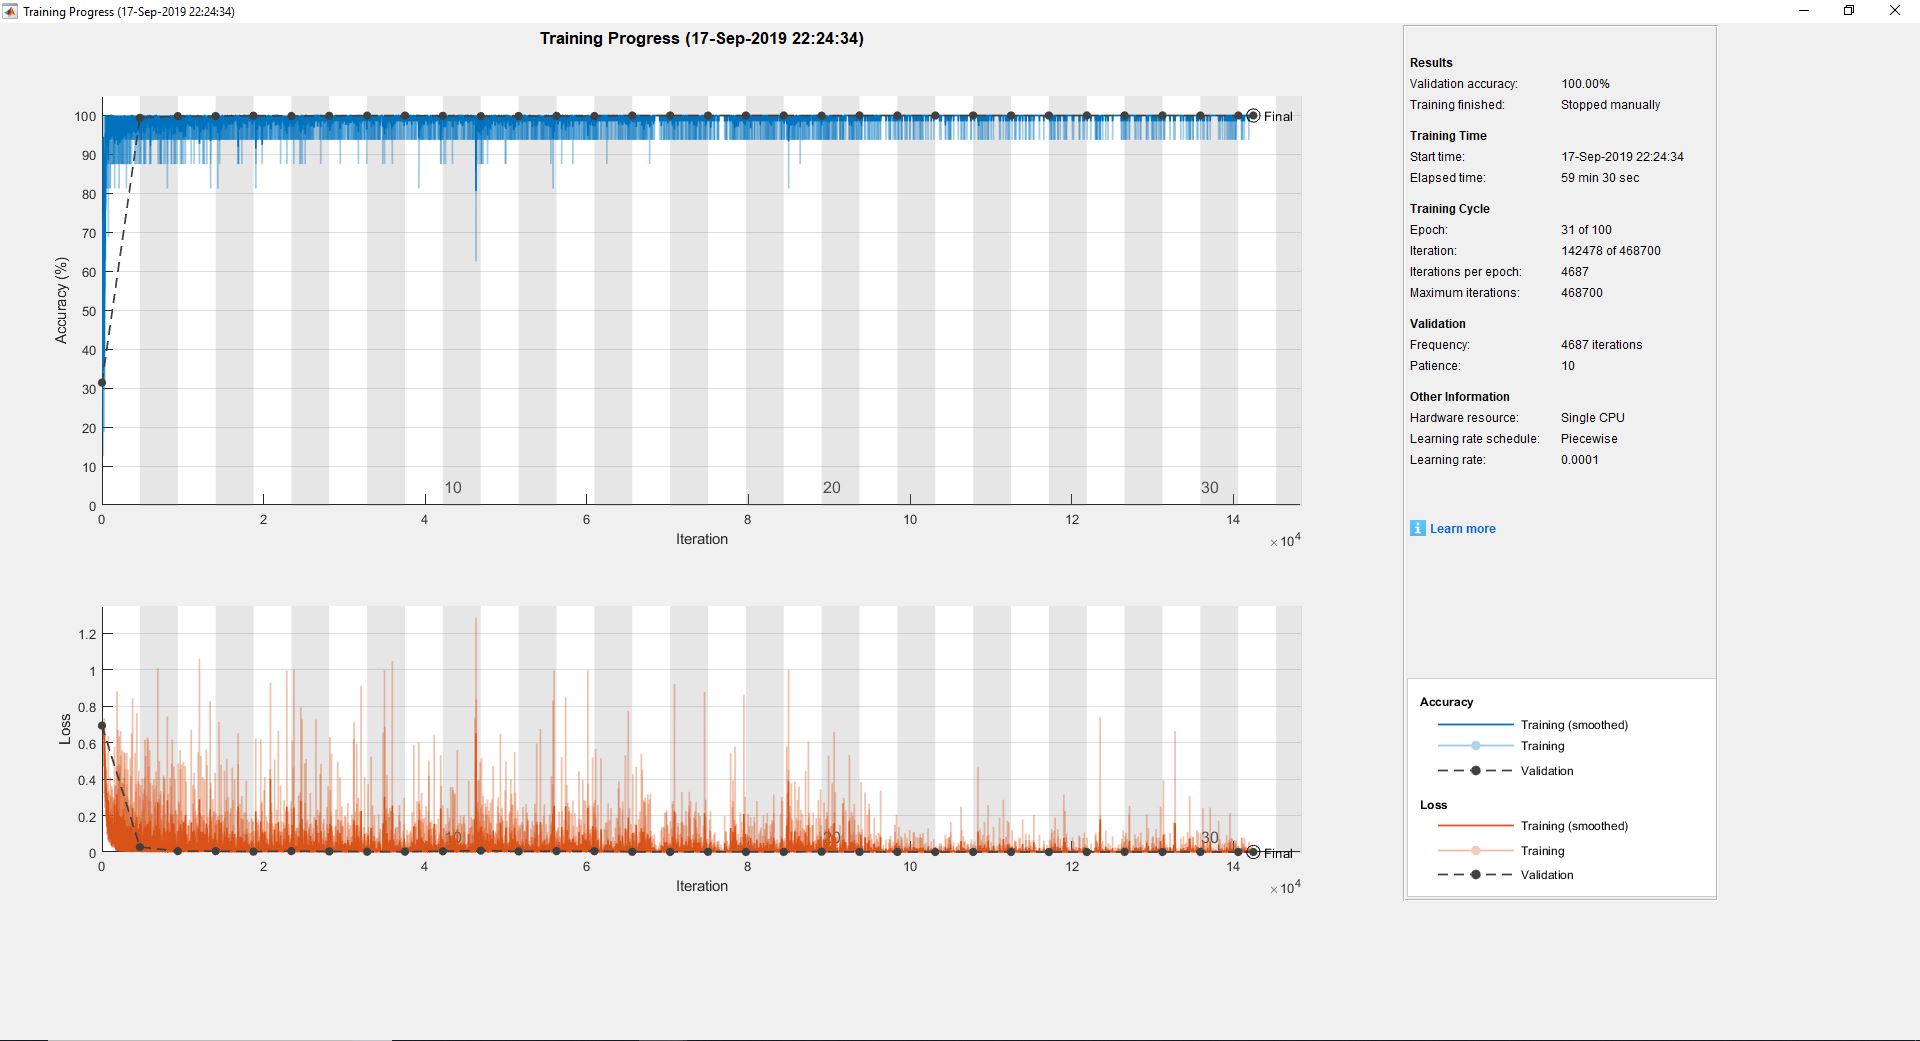 Training Progress (17-Sep-2019 22:24:34)
Training Progress (17-Sep-2019 22:24:34)
Accuracy (%)
100
90
80
70
60
50
40
30
20
10
0
Final
10 20 30
0 2 4 6 8 10 12 14
Iteration
×10^4
Loss
1.2
1
0.8
0.6
0.4
0.2
0
10 20 30
Final
0 2 4 6 8 10 12 14
Iteration
×10^4
Results
Validation accuracy: 100.00%
Training finished: Stopped manually
Training Time
Start time: 17-Sep-2019 22:24:34
Elapsed time: 59 min 30 sec
Training Cycle
Epoch: 31 of 100
Iteration: 142478 of 468700
Iterations per epoch: 4687
Maximum iterations: 468700
Validation
Frequency: 4687 iterations
Patience: 10
Other Information
Hardware resource: Single CPU
Learning rate schedule: Piecewise
Learning rate: 0.0001
i Learn more
Accuracy
Training (smoothed)
Training
Validation
Loss
Training (smoothed)
Training
Validation